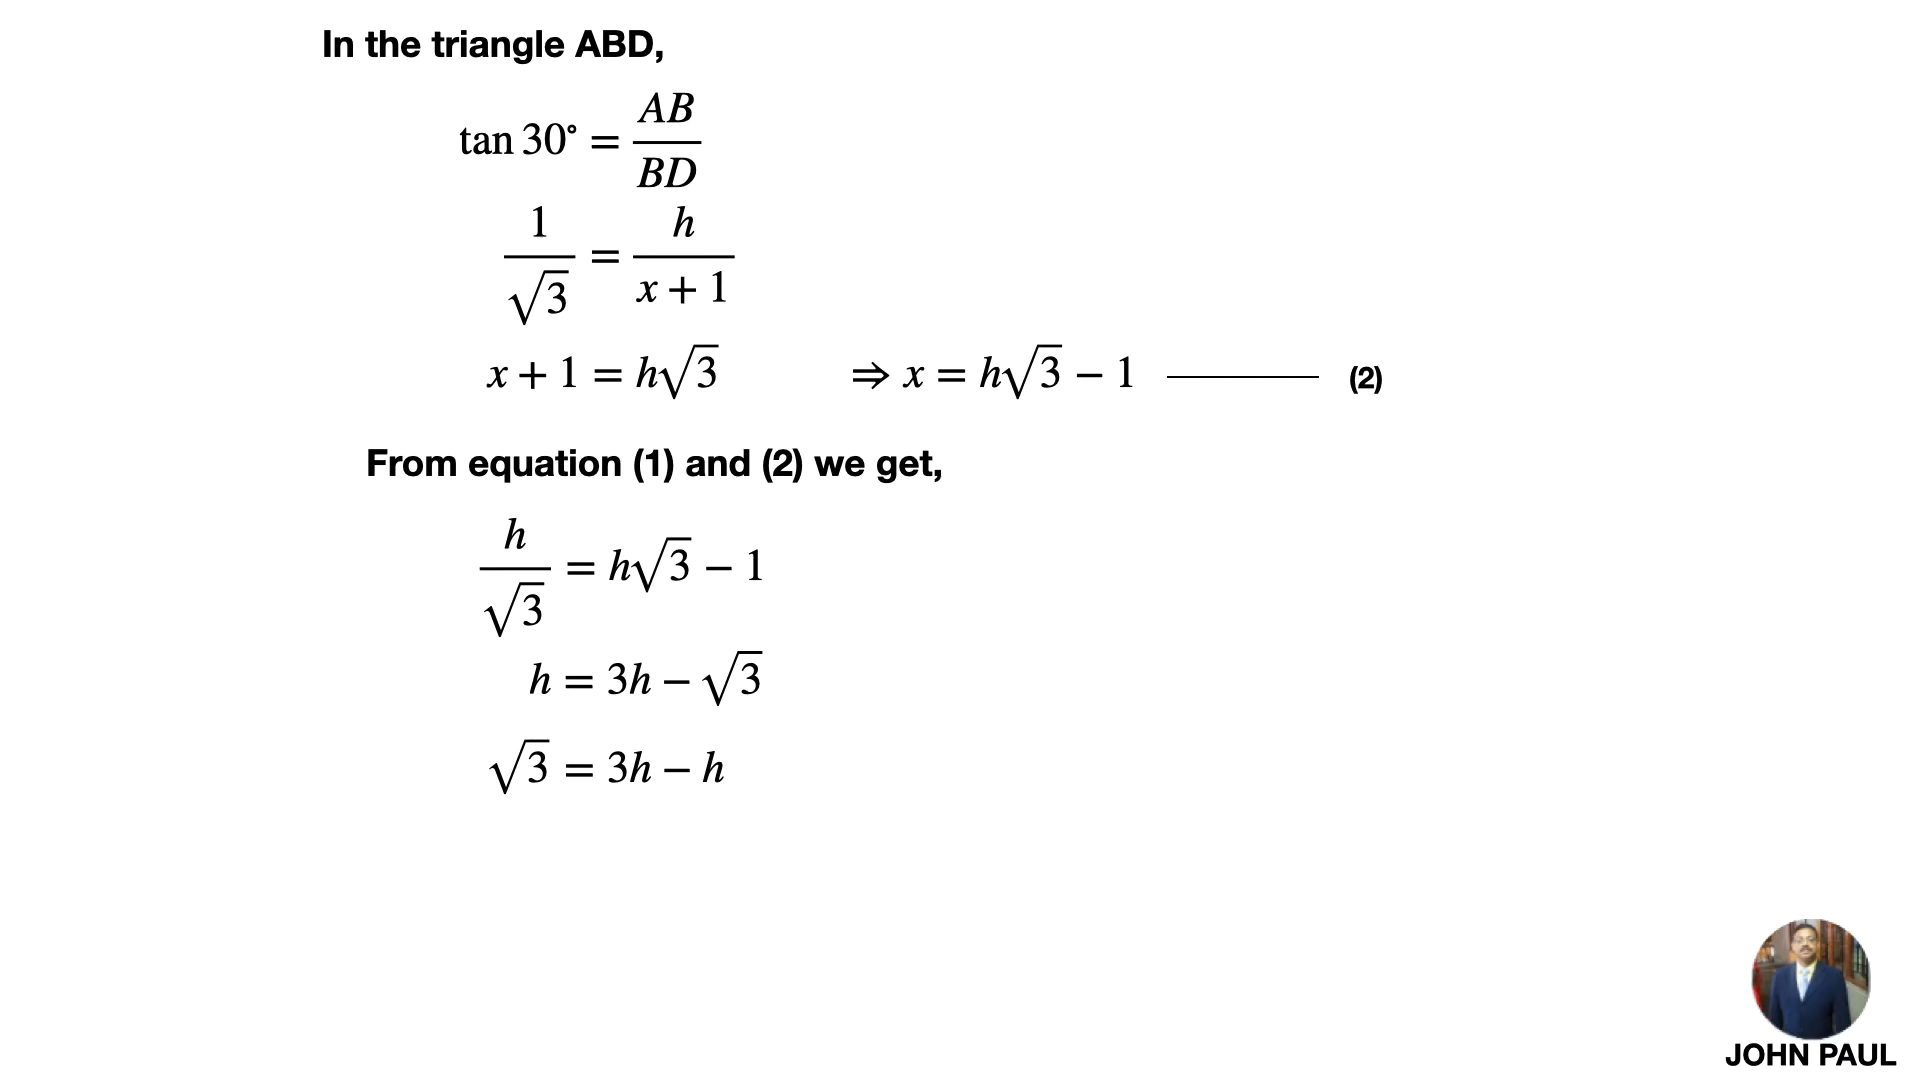 In the triangle ABD,
tan 30° = AB/BD
1/√3 = h/(x + 1)
x + 1 = h√3 ⇒ x = h√3 − 1 ——— (2)
From equation (1) and (2) we get,
h/√3 = h√3 − 1
h = 3h − √3
√3 = 3h − h
JOHN PAUL